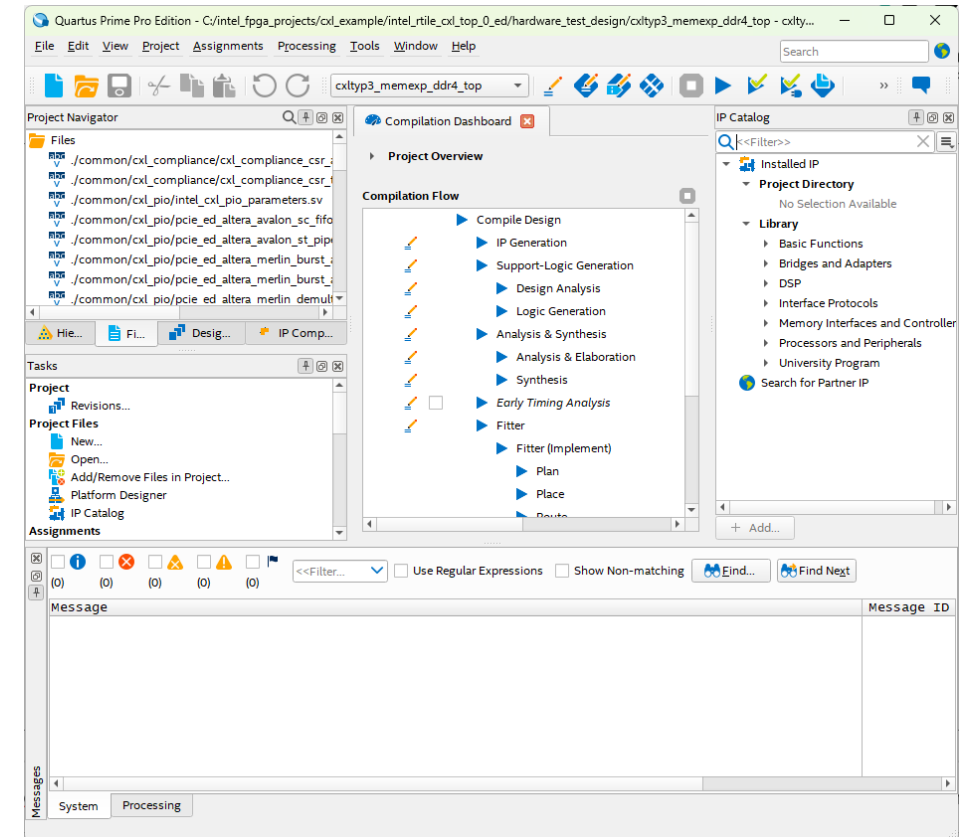 Quartus Prime Pro Edition - C:/intel_fpga_projects/cxl_example/intel_rtile_cxl_top_0_ed/hardware_test_design/cxltyp3_memexp_ddr4_top - cxlty...
File Edit View Project Assignments Processing Tools Window Help
Search
cxltyp3_memexp_ddr4_top
»
Project Navigator
Files
./common/cxl_compliance/cxl_compliance_csr_a
./common/cxl_compliance/cxl_compliance_csr_t
./common/cxl_pio/intel_cxl_pio_parameters.sv
./common/cxl_pio/pcie_ed_altera_avalon_sc_fifo
./common/cxl_pio/pcie_ed_altera_avalon_st_pip
./common/cxl_pio/pcie_ed_altera_merlin_burst_a
./common/cxl_pio/pcie_ed_altera_merlin_burst_a
./common/cxl_pio/pcie_ed_altera_merlin_demult
Hie...
Fi...
Desig...
IP Comp...
Tasks
Project
Revisions...
Project Files
New...
Open...
Add/Remove Files in Project...
Platform Designer
IP Catalog
Assignments
Compilation Dashboard
Project Overview
Compilation Flow
Compile Design
IP Generation
Support-Logic Generation
Design Analysis
Logic Generation
Analysis & Synthesis
Analysis & Elaboration
Synthesis
Early Timing Analysis
Fitter
Fitter (Implement)
Plan
Place
Route
IP Catalog
<<Filter>>
Installed IP
Project Directory
No Selection Available
Library
Basic Functions
Bridges and Adapters
DSP
Interface Protocols
Memory Interfaces and Controller
Processors and Peripherals
University Program
Search for Partner IP
+ Add...
(0) (0) (0) (0) (0)
<<Filter...
Use Regular Expressions
Show Non-matching
Find...
Find Next
Message
Message ID
Messages
System
Processing